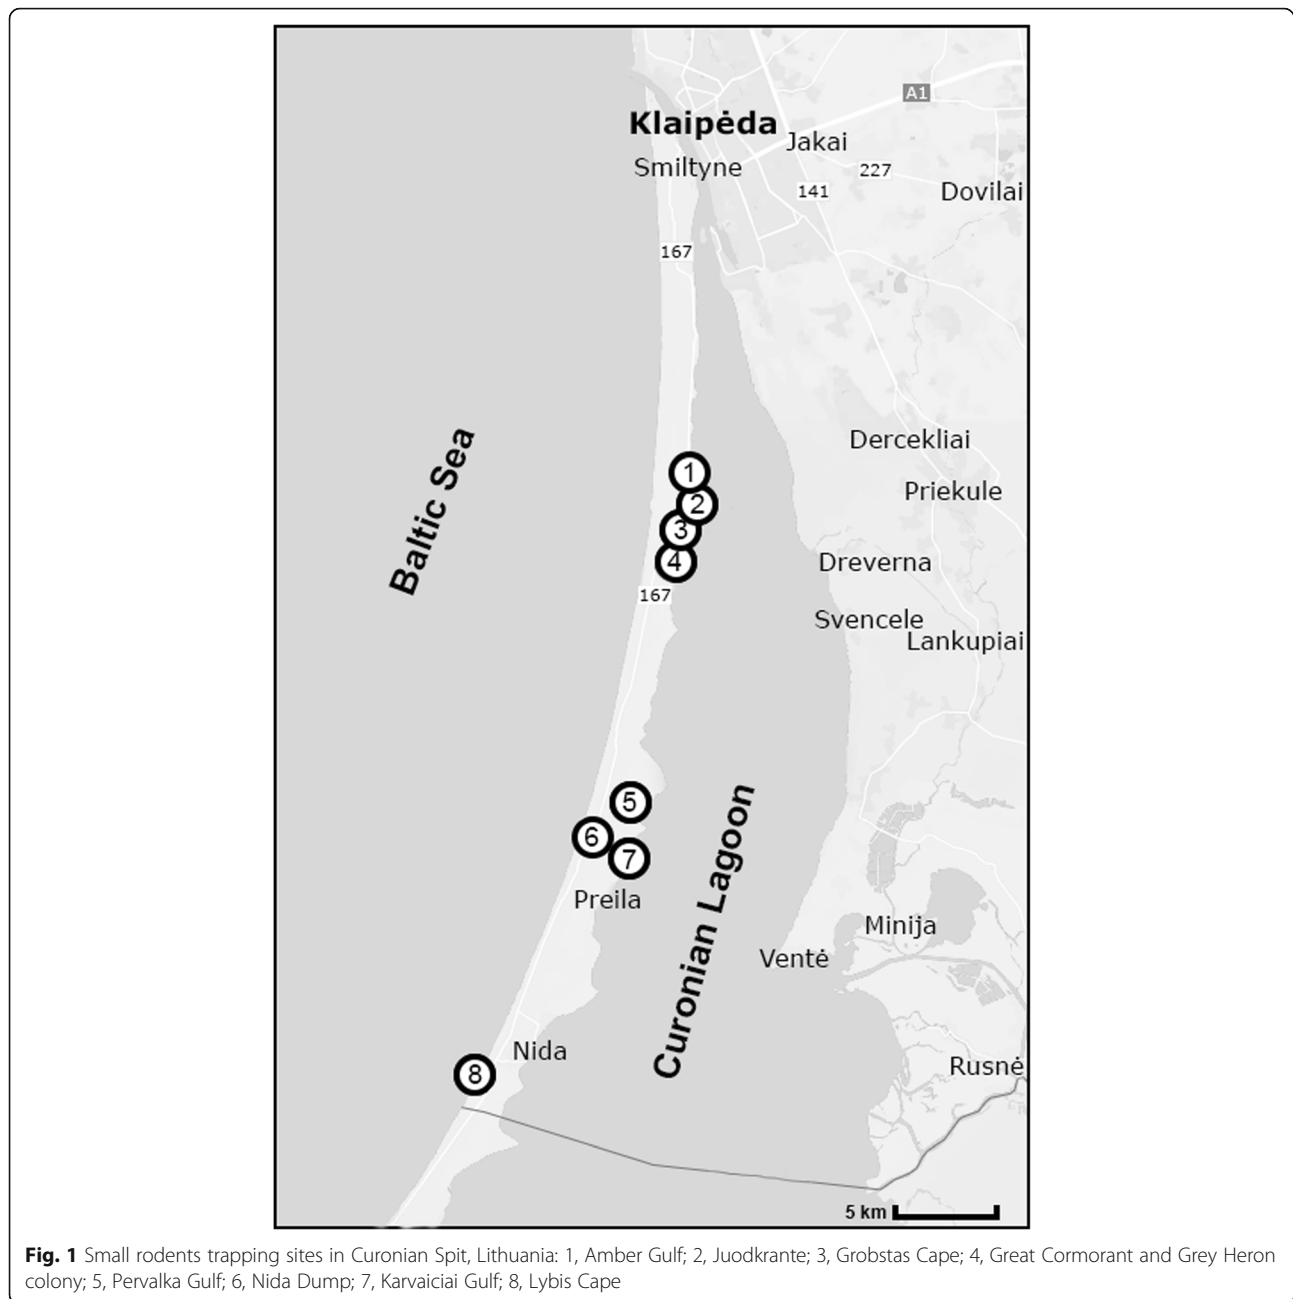 A1
Klaipėda
Jakai
Smiltyne
227
141
Dovilai
167
Baltic Sea
Dercekliai
1
Priekule
2
3
4
Dreverna
167
Svencele
Lankupiai
5
6
7
Curonian Lagoon
Preila
Minija
Ventė
Nida
8
Rusnė
5 km
Fig. 1 Small rodents trapping sites in Curonian Spit, Lithuania: 1, Amber Gulf; 2, Juodkrante; 3, Grobstas Cape; 4, Great Cormorant and Grey Heron
colony; 5, Pervalka Gulf; 6, Nida Dump; 7, Karvaiciai Gulf; 8, Lybis Cape